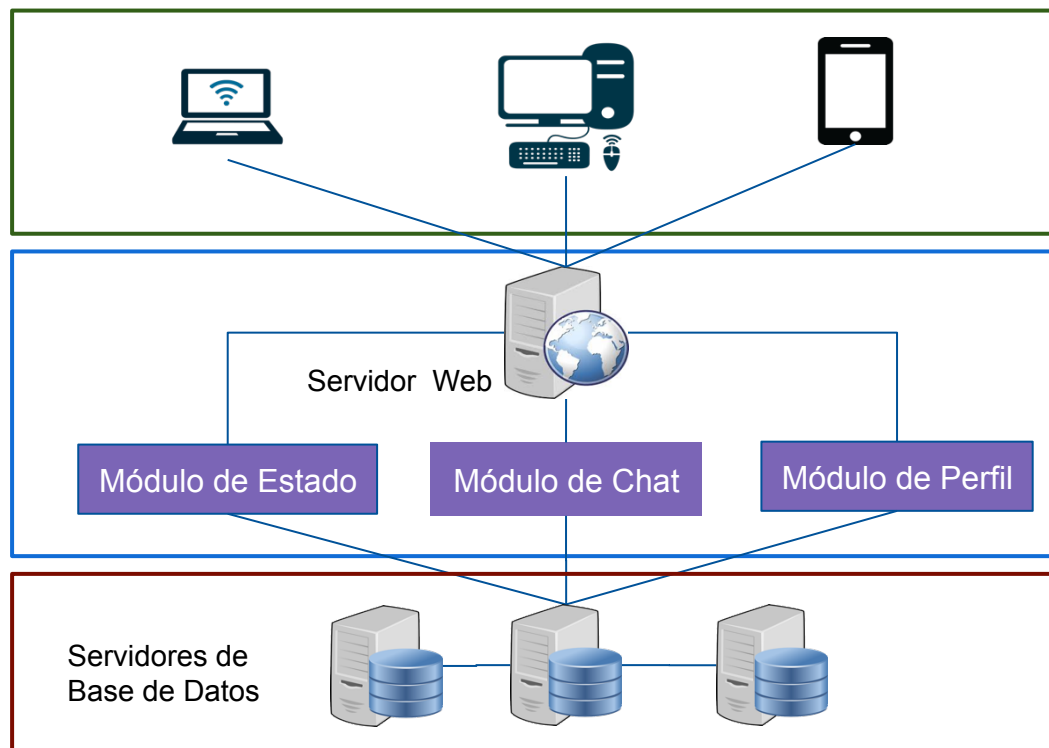 Servidor Web
Módulo de Estado
Módulo de Chat
Módulo de Perfil
Servidores de
Base de Datos